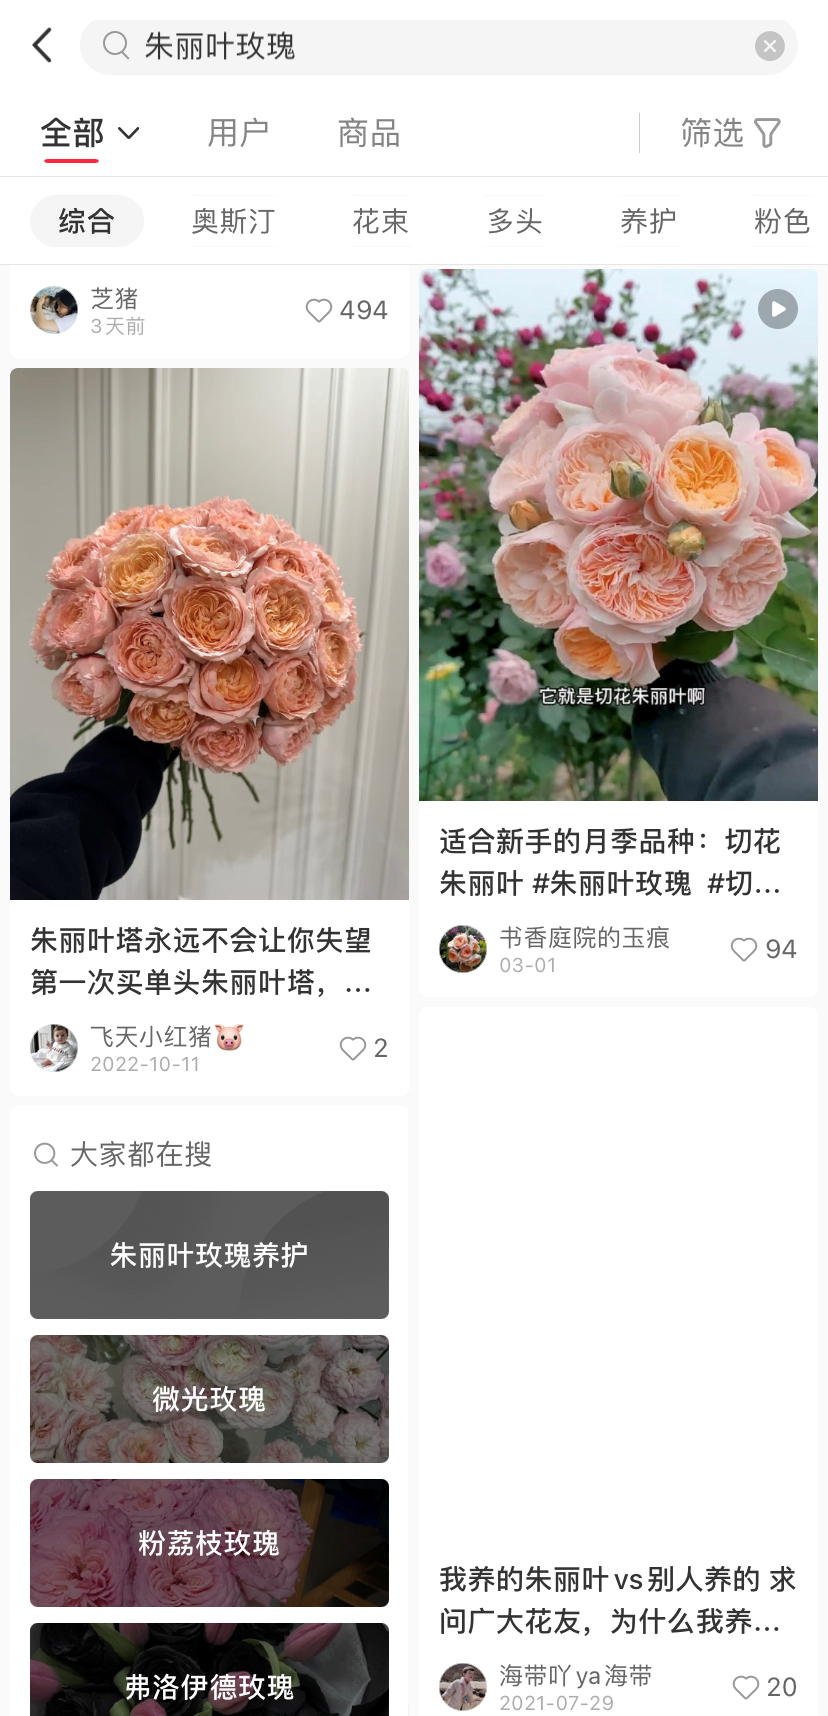 朱丽叶玫瑰
全部
用户
商品
筛选
综合
奥斯汀
花束
多头
养护
粉色
芝猪
3天前
494
朱丽叶塔永远不会让你失望
第一次买单头朱丽叶塔，...
飞天小红猪🐷
2022-10-11
2
大家都在搜
朱丽叶玫瑰养护
微光玫瑰
粉荔枝玫瑰
弗洛伊德玫瑰
它就是切花朱丽叶啊
适合新手的月季品种：切花
朱丽叶 #朱丽叶玫瑰 #切...
书香庭院的玉痕
03-01
94
我养的朱丽叶vs别人养的 求
问广大花友，为什么我养...
海带吖ya海带
2021-07-29
20